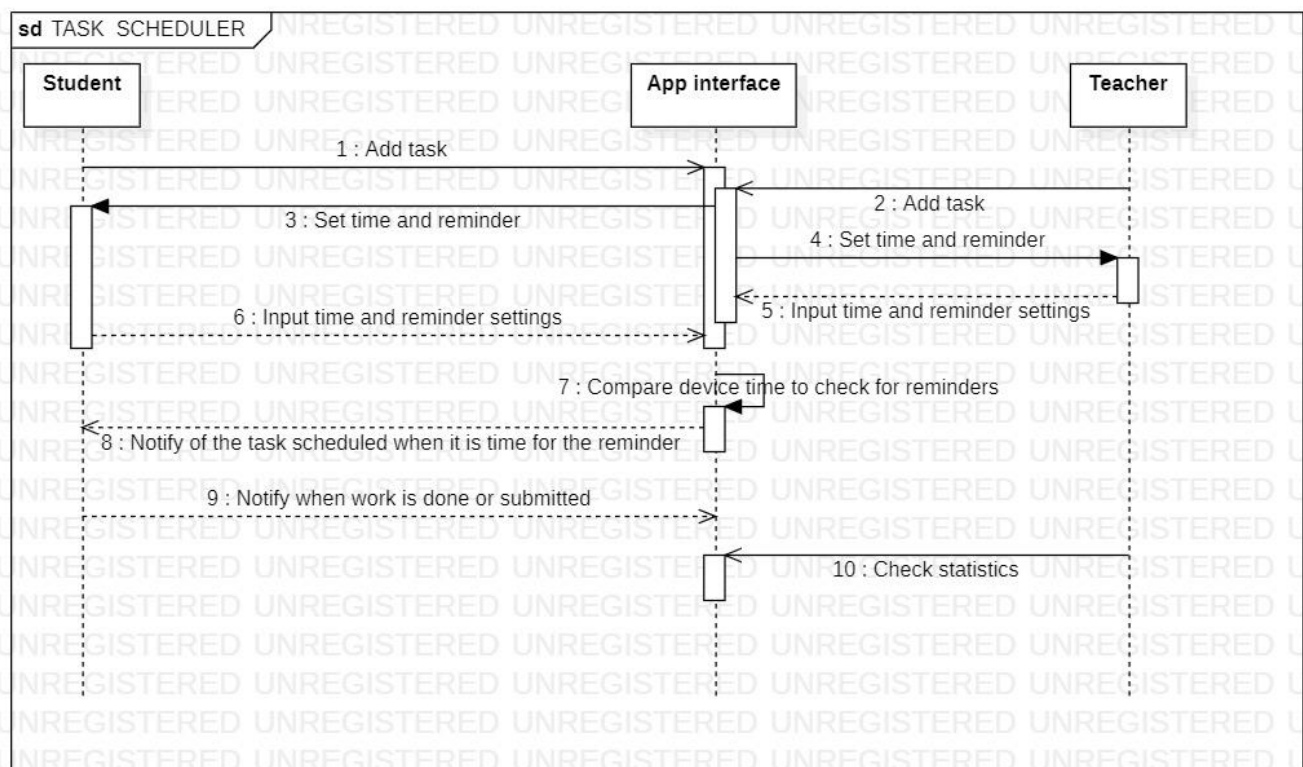 sd TASK SCHEDULER
Student
App interface
Teacher
1 : Add task
2 : Add task
3 : Set time and reminder
4 : Set time and reminder
5 : Input time and reminder settings
6 : Input time and reminder settings
7 : Compare device time to check for reminders
8 : Notify of the task scheduled when it is time for the reminder
9 : Notify when work is done or submitted
10 : Check statistics
UNREGISTERED